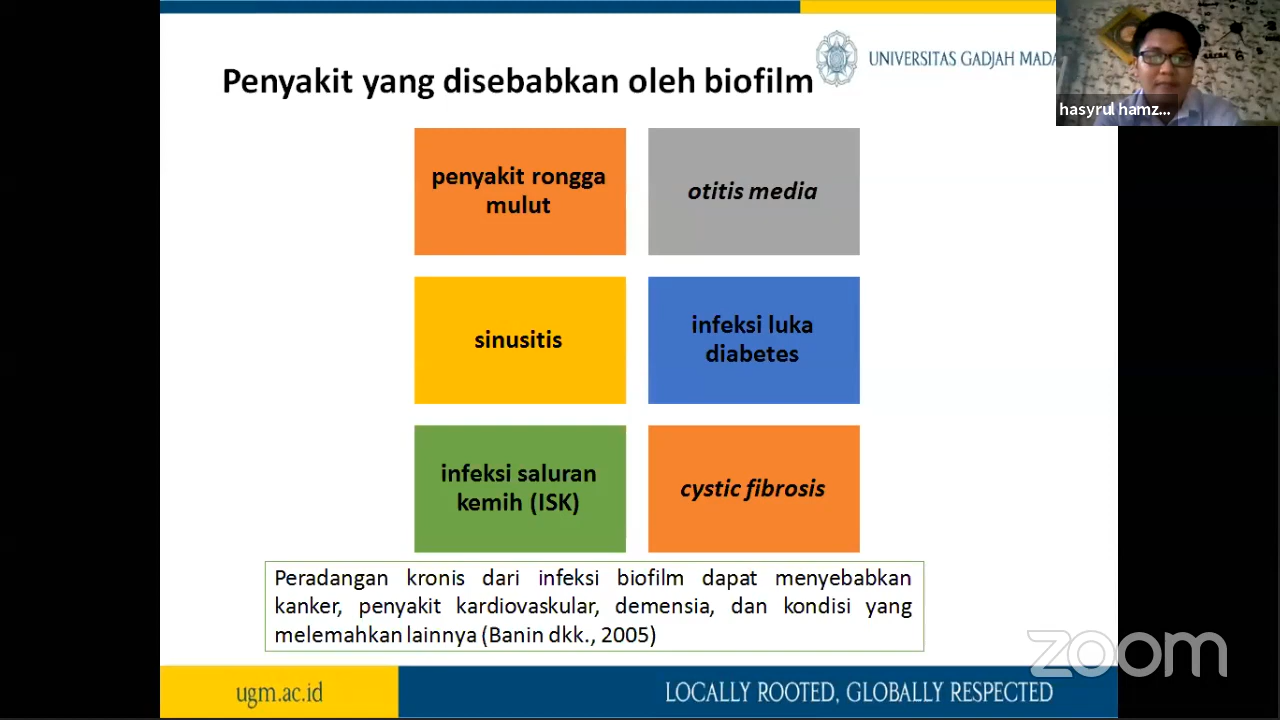 Penyakit yang disebabkan oleh biofilm
UNIVERSITAS GADJAH MADA
hasyrul hamz...
penyakit rongga
mulut
otitis media
sinusitis
infeksi luka
diabetes
infeksi saluran
kemih (ISK)
cystic fibrosis
Peradangan kronis dari infeksi biofilm dapat menyebabkan
kanker, penyakit kardiovaskular, demensia, dan kondisi yang
melemahkan lainnya (Banin dkk., 2005)
zoom
ugm.ac.id
LOCALLY ROOTED, GLOBALLY RESPECTED